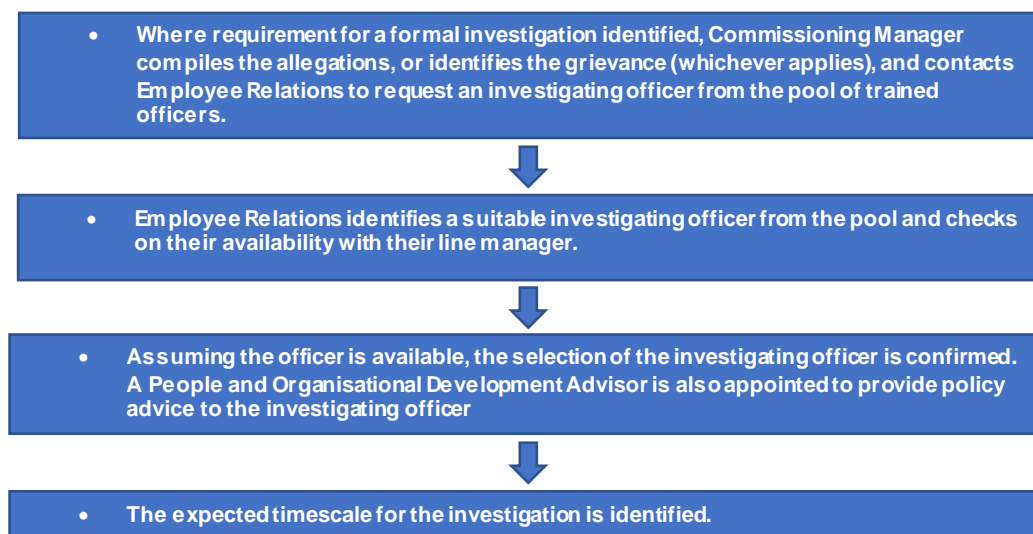 • Where requirement for a formal investigation identified, Commissioning Manager
compiles the allegations, or identifies the grievance (whichever applies), and contacts
Employee Relations to request an investigating officer from the pool of trained
officers.
• Employee Relations identifies a suitable investigating officer from the pool and checks
on their availability with their line manager.
• Assuming the officer is available, the selection of the investigating officer is confirmed.
A People and Organisational Development Advisor is also appointed to provide policy
advice to the investigating officer
• The expected timescale for the investigation is identified.